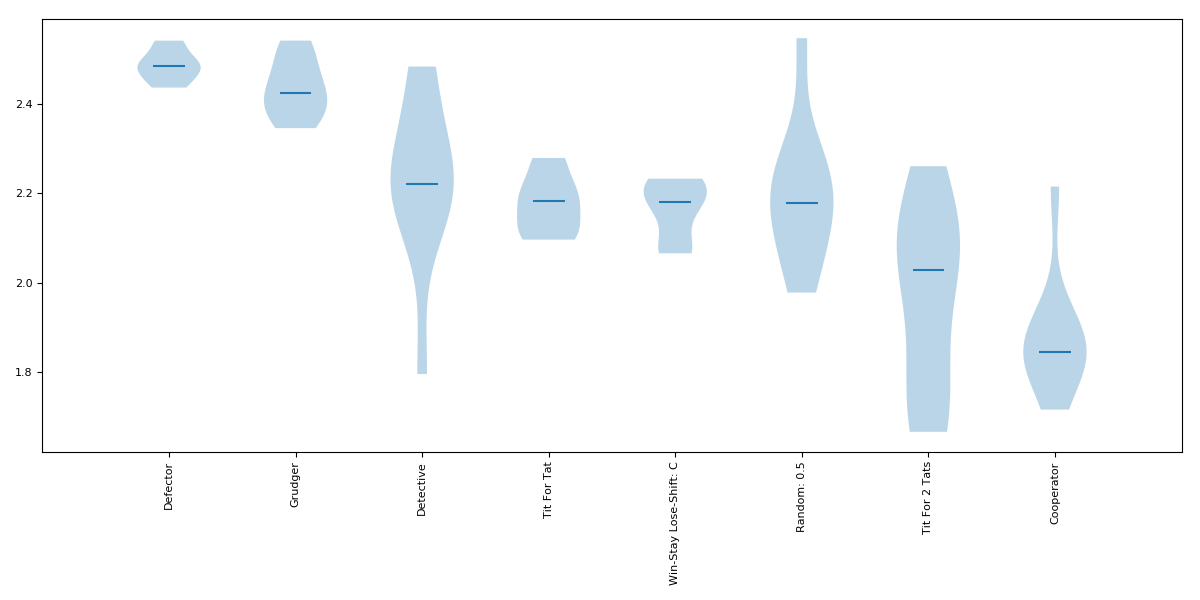 2.4
2.2
2.0
1.8
Defector
Grudger
Detective
Tit For Tat
Win-Stay Lose-Shift: C
Random: 0.5
Tit For 2 Tats
Cooperator